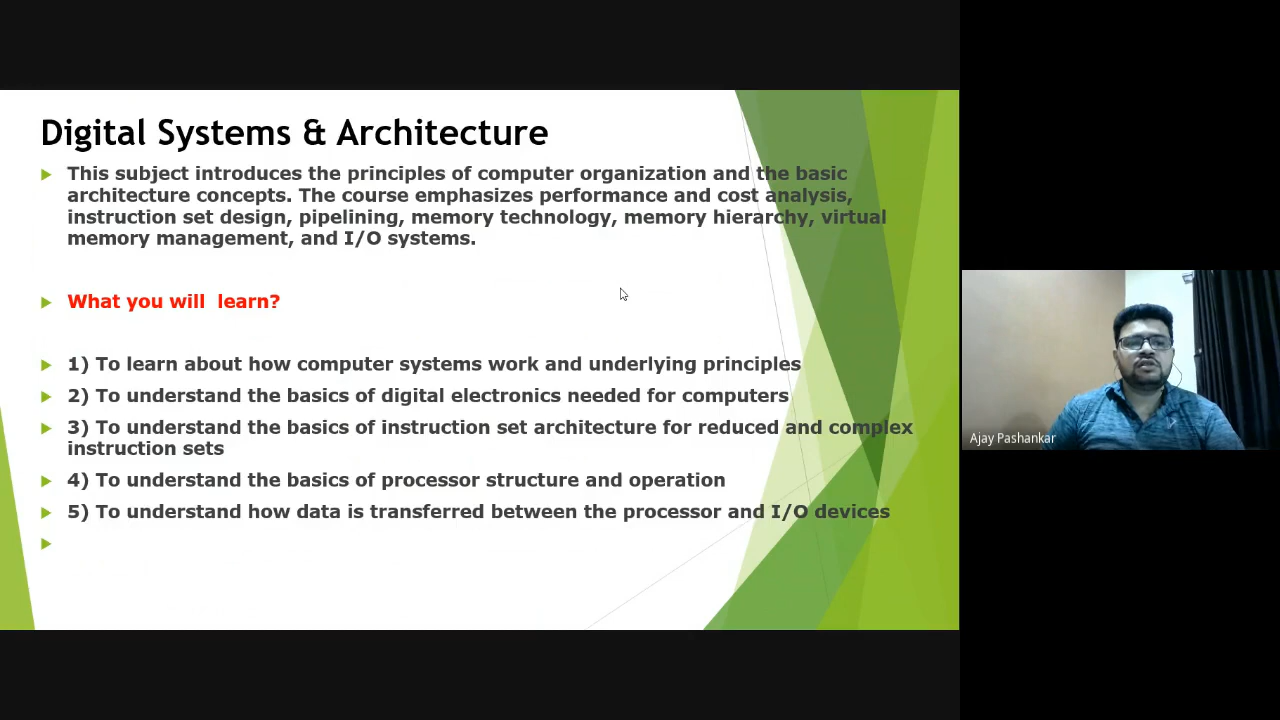 Digital Systems & Architecture
This subject introduces the principles of computer organization and the basic
architecture concepts. The course emphasizes performance and cost analysis,
instruction set design, pipelining, memory technology, memory hierarchy, virtual
memory management, and I/O systems.
What you will  learn?
1) To learn about how computer systems work and underlying principles
2) To understand the basics of digital electronics needed for computers
3) To understand the basics of instruction set architecture for reduced and complex
instruction sets
4) To understand the basics of processor structure and operation
5) To understand how data is transferred between the processor and I/O devices
Ajay Pashankar